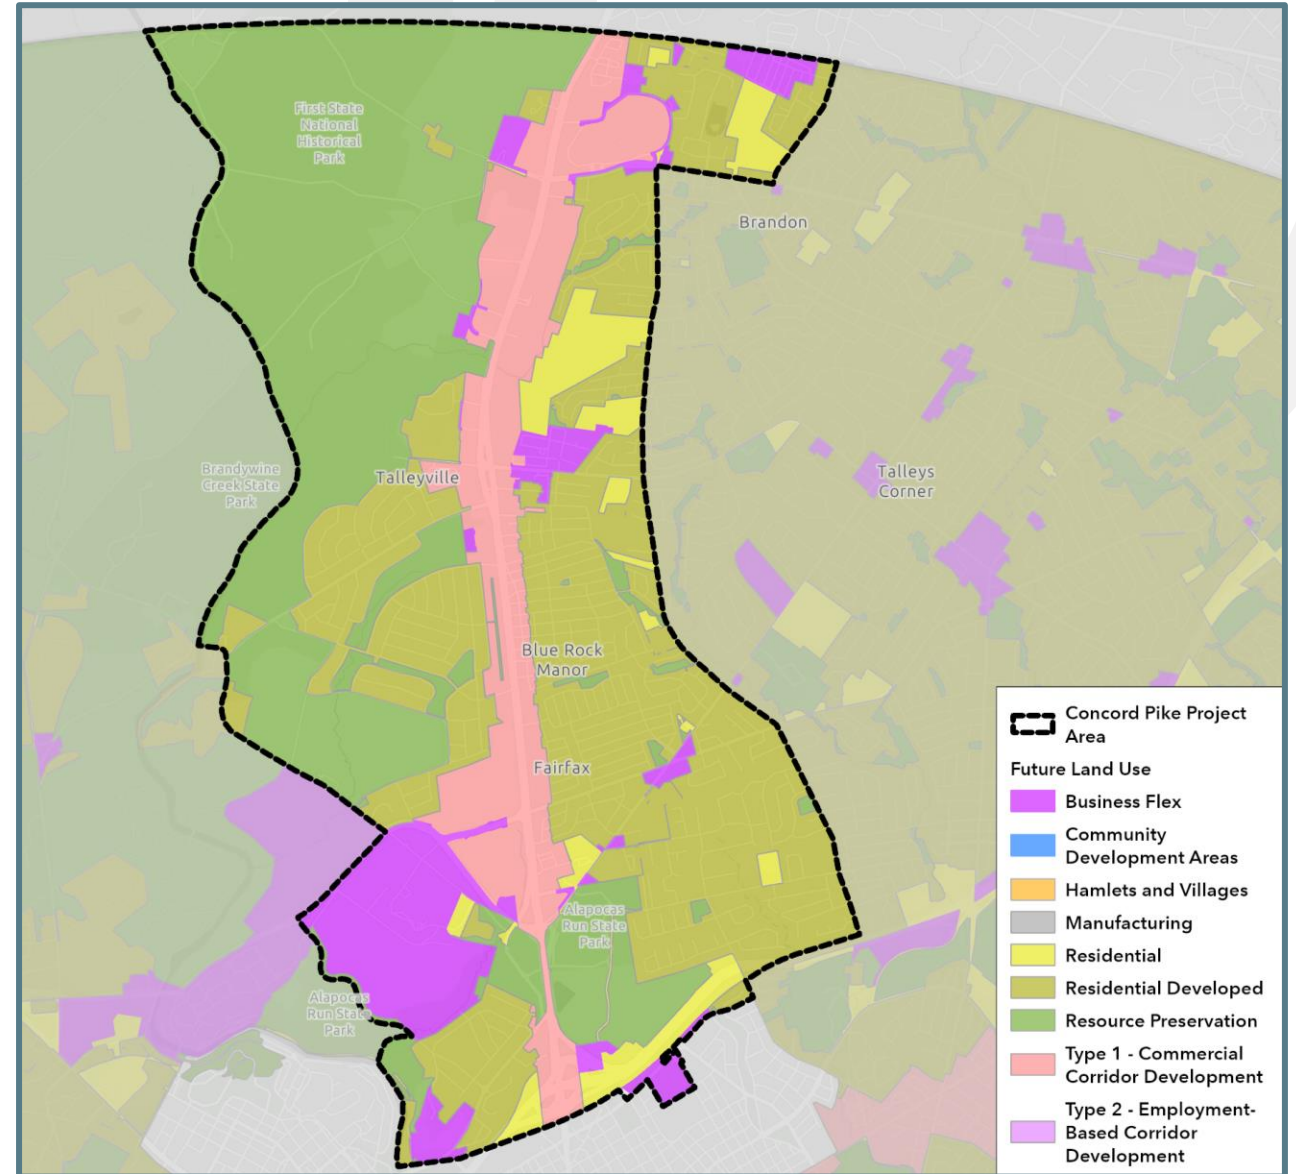 First State
National
Historical
Park
Brandon
Brandywine
Creek State
Park
Talleyville
Talleys
Corner
Blue Rock
Manor
Fairfax
Alapocas
Run State
Park
Alapocas
Run State
Park
Concord Pike Project
Area
Future Land Use
Business Flex
Community
Development Areas
Hamlets and Villages
Manufacturing
Residential
Residential Developed
Resource Preservation
Type 1 - Commercial
Corridor Development
Type 2 - Employment-
Based Corridor
Development